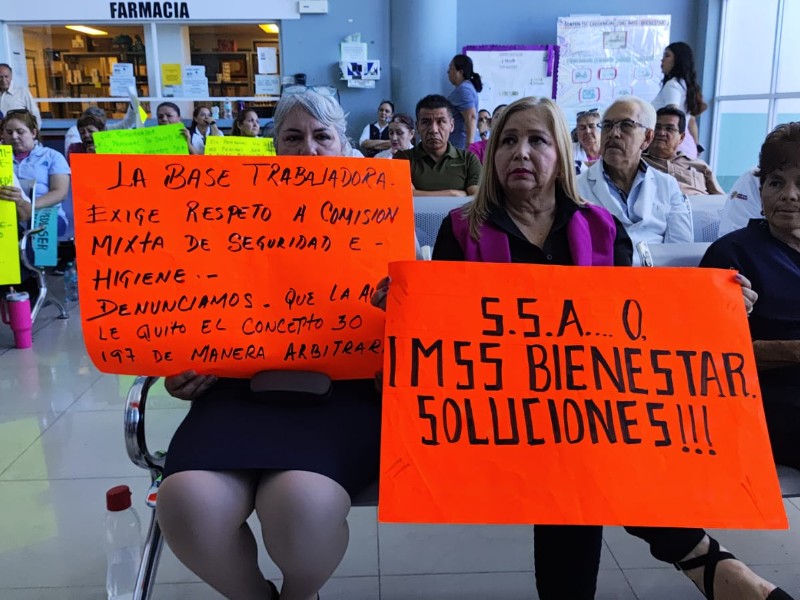 FARMACIA
LA BASE TRABAJADORA.
EXIGE RESPETO A COMISION
MIXTA DE SEGURIDAD E -
HIGIENE.-
DENUNCIAMOS. QUE LA
LE QUITO EL CONCEPTO 30
197 DE MANERA ARBITRAR
S.S.A.... O,
IMSS BIENESTAR.
SOLUCIONES!!!